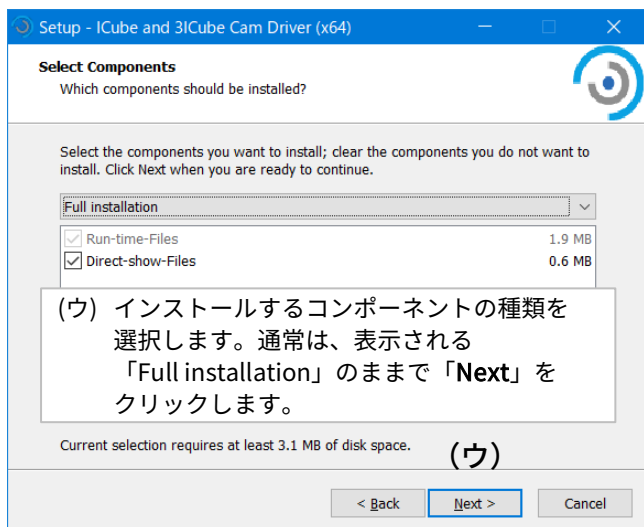 Setup - ICube and 3ICube Cam Driver (x64)
Select Components
Which components should be installed?
Select the components you want to install; clear the components you do not want to
install. Click Next when you are ready to continue.
Full installation
Run-time-Files 1.9 MB
Direct-show-Files 0.6 MB
(ウ) インストールするコンポーネントの種類を
選択します。通常は、表示される
「Full installation」のままで「Next」を
クリックします。
Current selection requires at least 3.1 MB of disk space.
(ウ)
< Back Next > Cancel